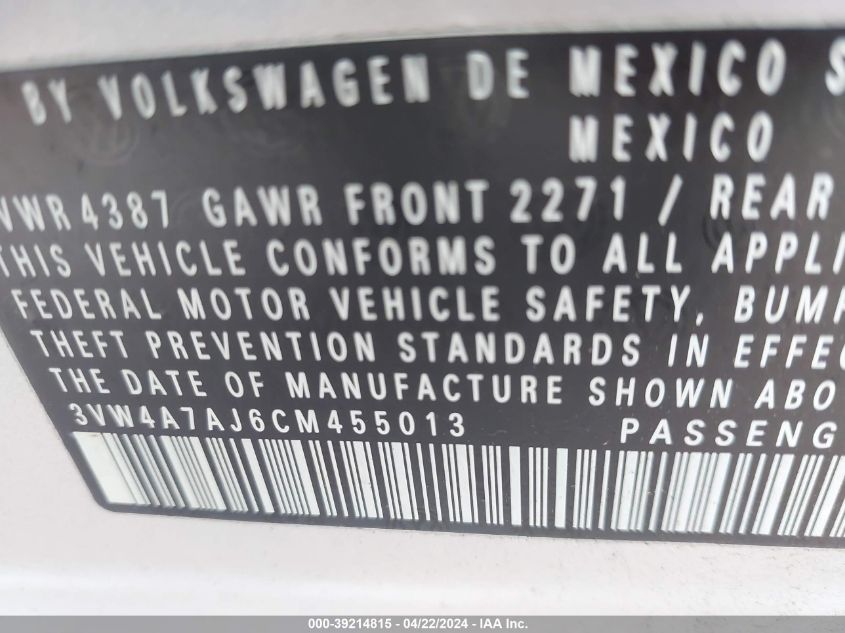 BY VOLKSWAGEN DE MEXICO S
MEXICO
VWR 4387 GAWR FRONT 2271 / REAR
THIS VEHICLE CONFORMS TO ALL APPLI
FEDERAL MOTOR VEHICLE SAFETY, BUMP
THEFT PREVENTION STANDARDS IN EFFE
THE DATE OF MANUFACTURE SHOWN ABO
3VW4A7AJ6CM455013 PASSENG
000-39214815 - 04/22/2024 - IAA Inc.